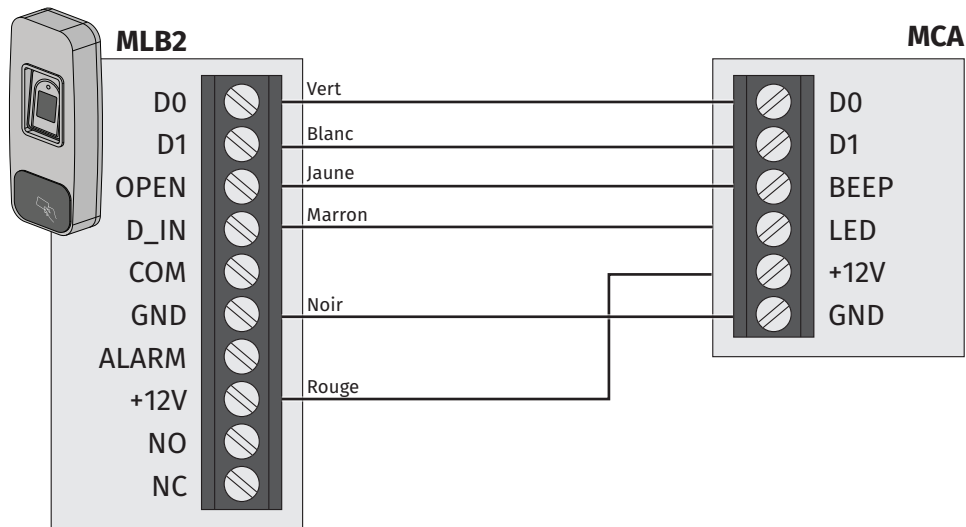 MLB2
MCA
D0
Vert
D0
D1
Blanc
D1
OPEN
Jaune
BEEP
D_IN
Marron
LED
COM
+12V
GND
Noir
GND
ALARM
+12V
Rouge
NO
NC